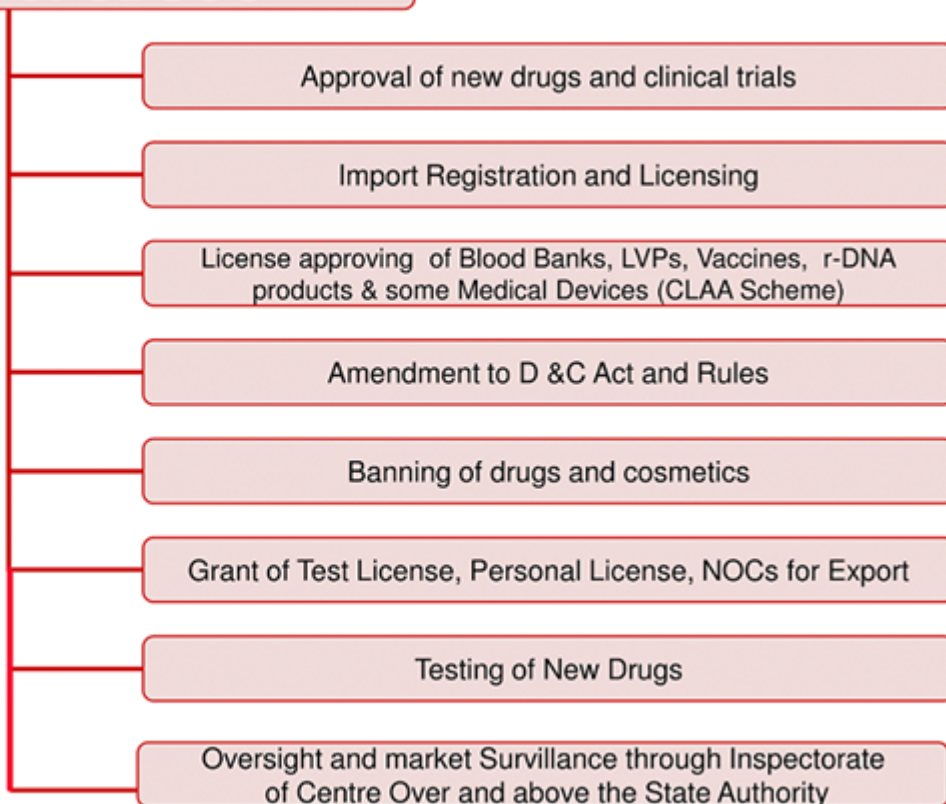 Approval of new drugs and clinical trials
Import Registration and Licensing
License approving  of Blood Banks, LVPs, Vaccines,  r-DNA
products & some Medical Devices (CLAA Scheme)
Amendment to D &C Act and Rules
Banning of drugs and cosmetics
Grant of Test License, Personal License, NOCs for Export
Testing of New Drugs
Oversight and market Survillance through Inspectorate
of Centre Over and above the State Authority